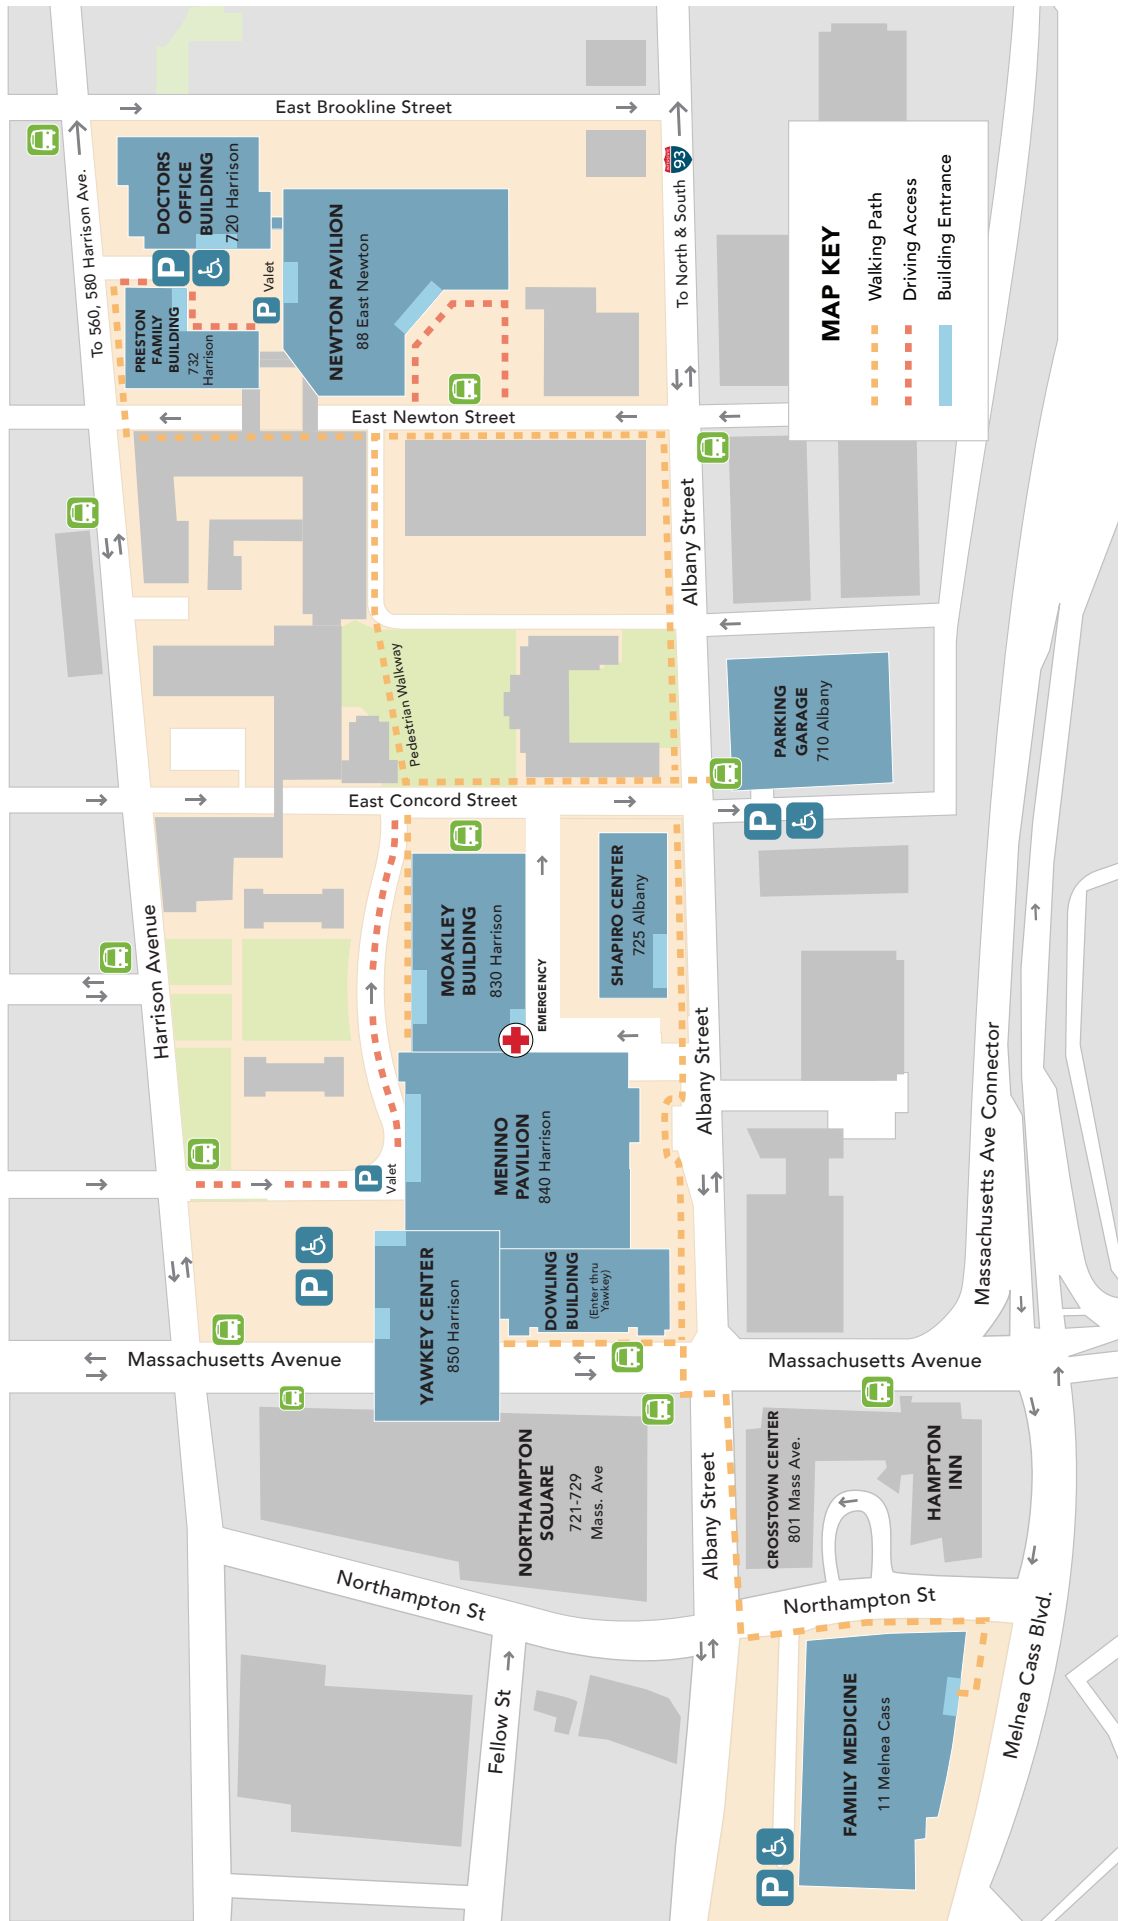 East Brookline Street
To 560, 580 Harrison Ave.
DOCTORS
OFFICE
BUILDING
720 Harrison
P
P
Valet
PRESTON
FAMILY
BUILDING
732
Harrison
NEWTON PAVILION
88 East Newton
93
To North & South
MAP KEY
Walking Path
Driving Access
Building Entrance
East Newton Street
Albany Street
Pedestrian Walkway
PARKING
GARAGE
710 Albany
P
East Concord Street
Harrison Avenue
MOAKLEY
BUILDING
830 Harrison
EMERGENCY
SHAPIRO CENTER
725 Albany
Albany Street
Massachusetts Ave Connector
MENINO
PAVILION
840 Harrison
P
Valet
P
YAWKEY CENTER
850 Harrison
DOWLING
BUILDING
(Enter thru
Yawkey)
Massachusetts Avenue
Massachusetts Avenue
NORTHAMPTON
SQUARE
721-729
Mass. Ave
Albany Street
CROSSTOWN CENTER
801 Mass Ave.
HAMPTON
INN
Northampton St
Northampton St
Fellow St
Melnea Cass Blvd.
FAMILY MEDICINE
11 Melnea Cass
P